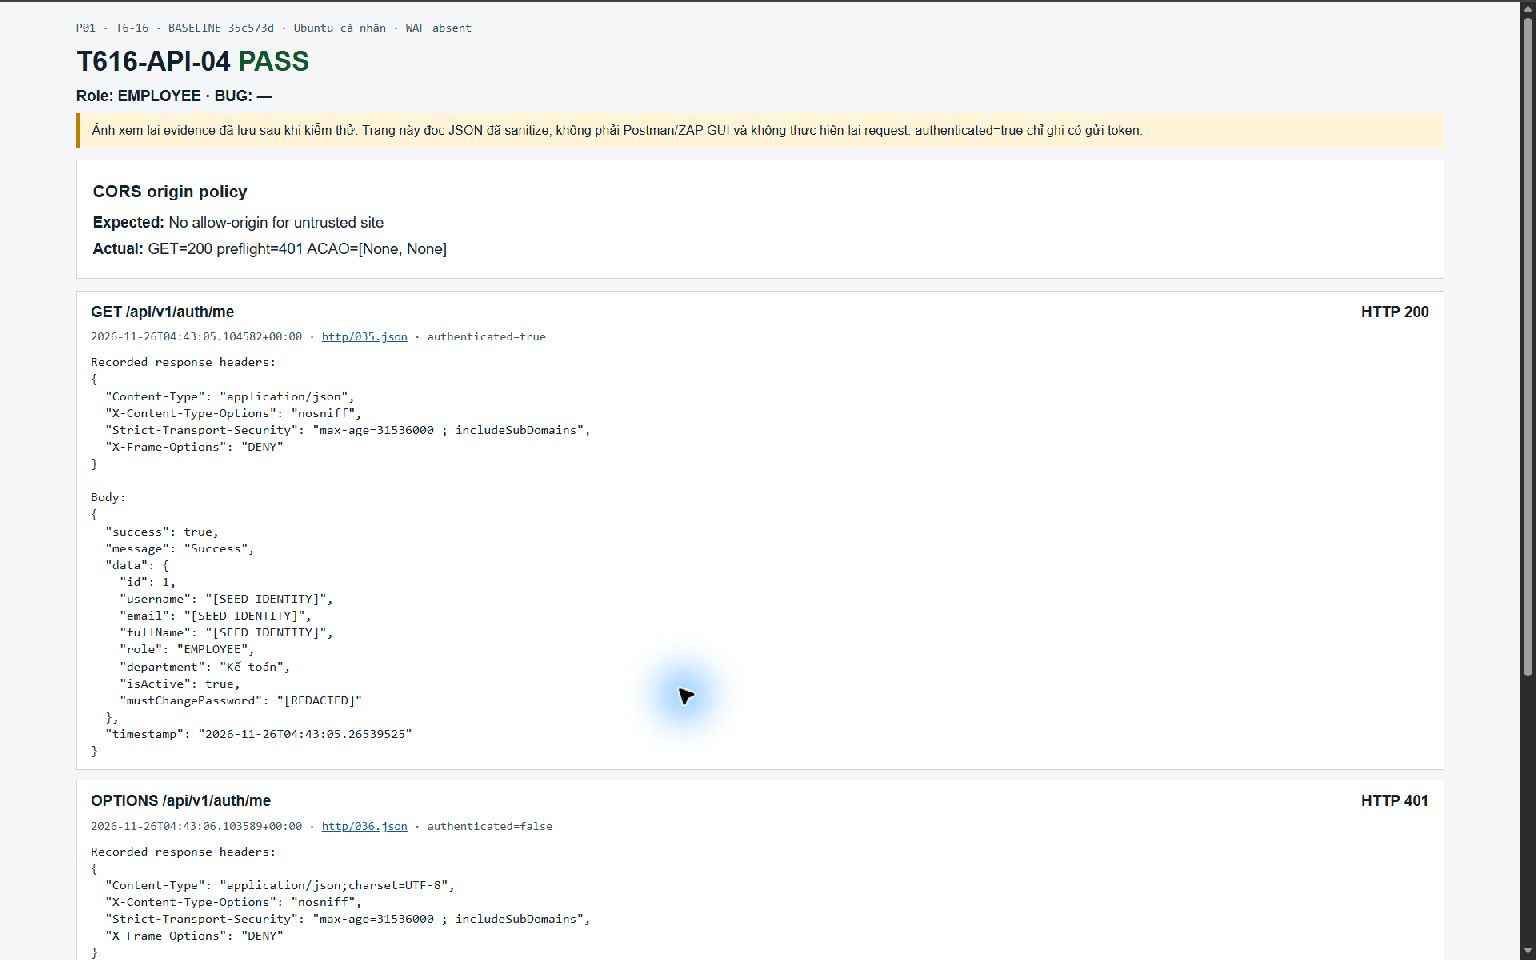 P01 · T6-16 · BASELINE 35c573d · Ubuntu cá nhân · WAF absent
T616-API-04 PASS
Role: EMPLOYEE · BUG: —
Ảnh xem lại evidence đã lưu sau khi kiểm thử. Trang này đọc JSON đã sanitize, không phải Postman/ZAP GUI và không thực hiện lại request. authenticated=true chỉ ghi có gửi token.
CORS origin policy
Expected: No allow-origin for untrusted site
Actual: GET=200 preflight=401 ACAO=[None, None]
GET /api/v1/auth/me HTTP 200
2026-11-26T04:43:05.104582+00:00 · http/035.json · authenticated=true
Recorded response headers:
{
"Content-Type": "application/json",
"X-Content-Type-Options": "nosniff",
"Strict-Transport-Security": "max-age=31536000 ; includeSubDomains",
"X-Frame-Options": "DENY"
}
Body:
{
"success": true,
"message": "Success",
"data": {
"id": 1,
"username": "[SEED IDENTITY]",
"email": "[SEED IDENTITY]",
"fullName": "[SEED IDENTITY]",
"role": "EMPLOYEE",
"department": "Kế toán",
"isActive": true,
"mustChangePassword": "[REDACTED]"
},
"timestamp": "2026-11-26T04:43:05.26539525"
}
OPTIONS /api/v1/auth/me HTTP 401
2026-11-26T04:43:06.103589+00:00 · http/036.json · authenticated=false
Recorded response headers:
{
"Content-Type": "application/json;charset=UTF-8",
"X-Content-Type-Options": "nosniff",
"Strict-Transport-Security": "max-age=31536000 ; includeSubDomains",
"X-Frame-Options": "DENY"
}